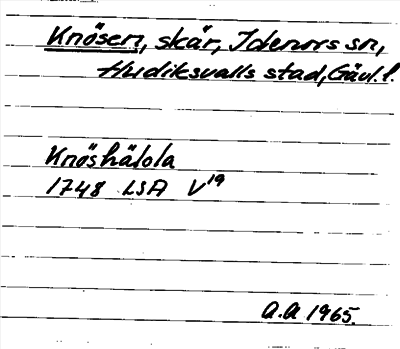 Knösen, skär, Idenors sn,
Hudiksvalls stad, Gävl. l.
Knöshälola
1748 LSA V19
A.A 1965.